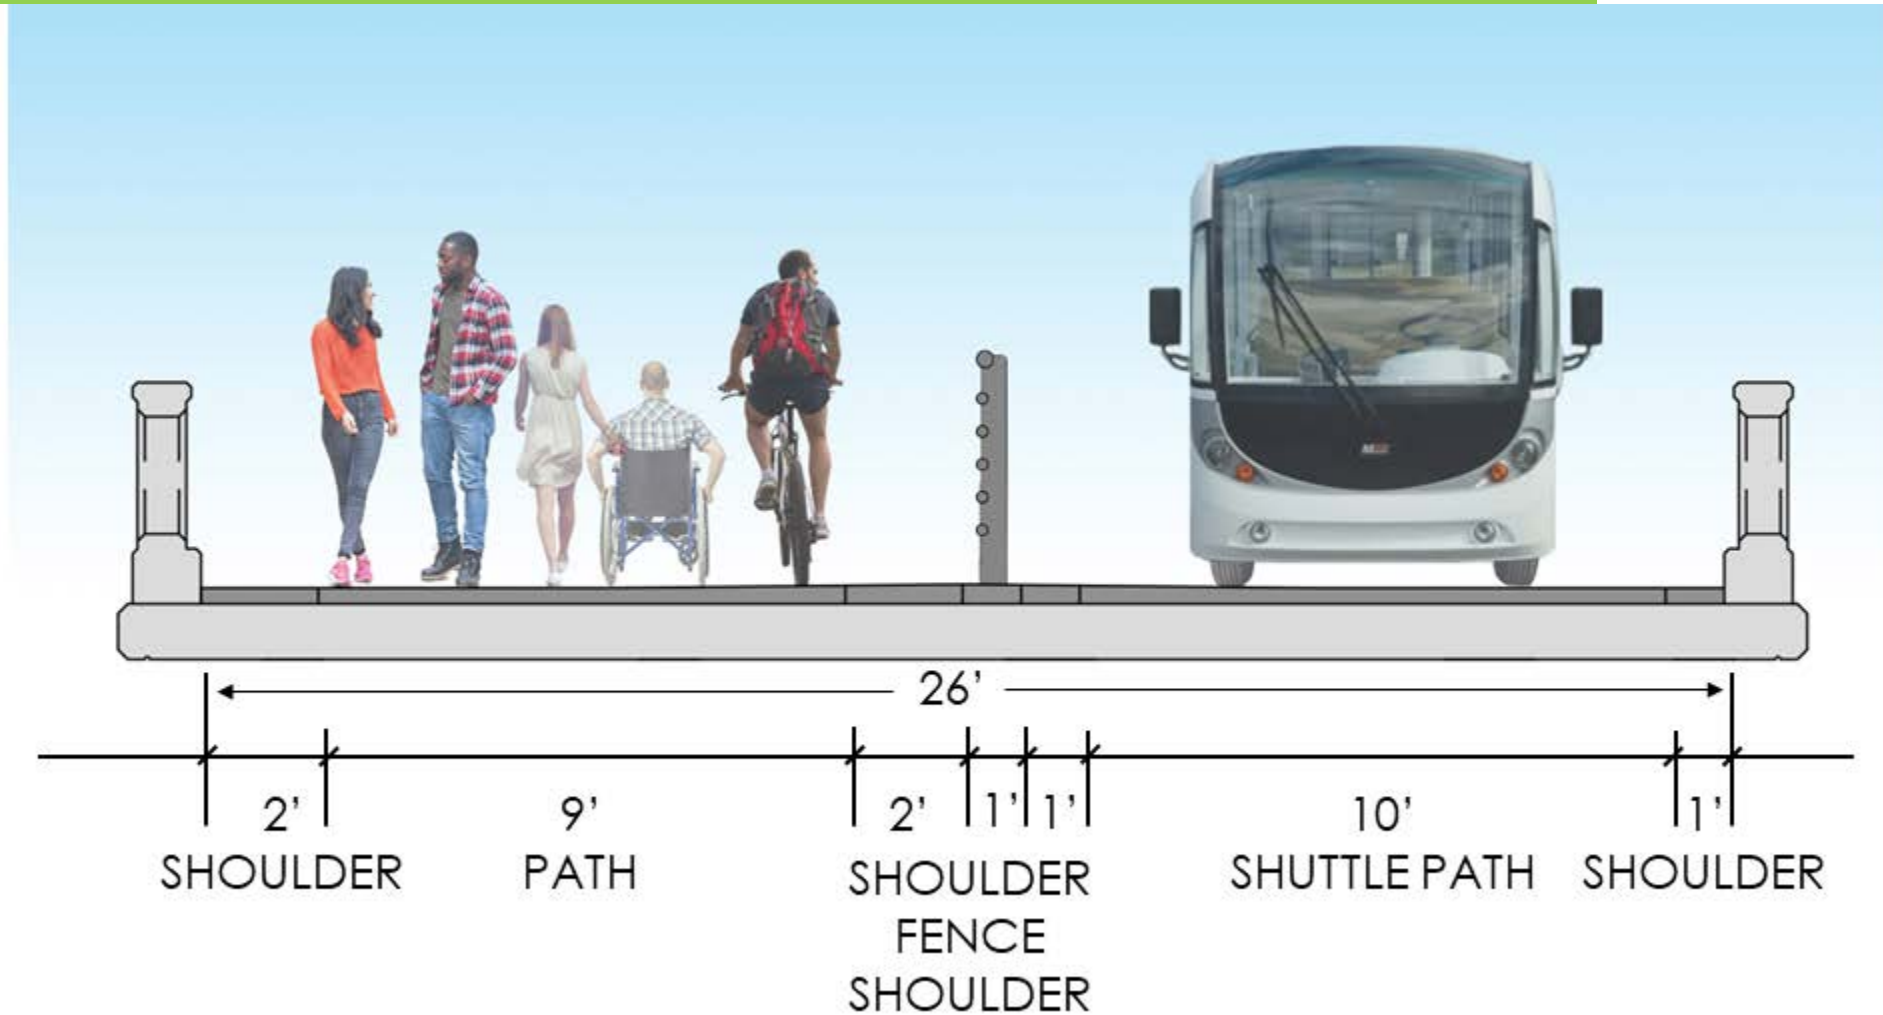 26’
2’ 9’ 2’ 1’ 1’ 10’ 1’
SHOULDER PATH SHOULDER SHUTTLE PATH SHOULDER
FENCE
SHOULDER